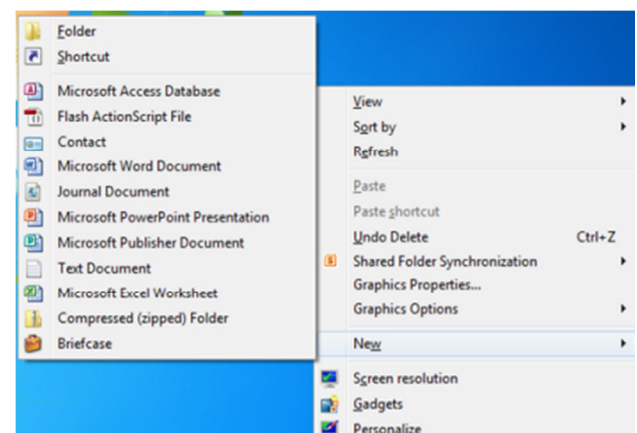 Folder
Shortcut
Microsoft Access Database
Flash ActionScript File
Contact
Microsoft Word Document
Journal Document
Microsoft PowerPoint Presentation
Microsoft Publisher Document
Text Document
Microsoft Excel Worksheet
Compressed (zipped) Folder
Briefcase
View
Sort by
Refresh
Paste
Paste shortcut
Undo Delete Ctrl+Z
Shared Folder Synchronization
Graphics Properties...
Graphics Options
New
Screen resolution
Gadgets
Personalize